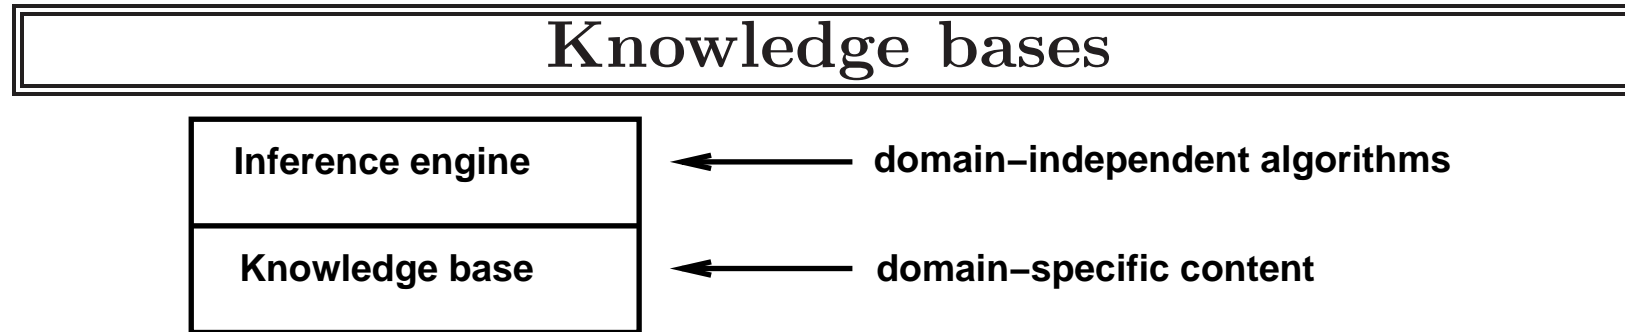 Knowledge bases
Inference engine
domain−independent algorithms
Knowledge base
domain−specific content